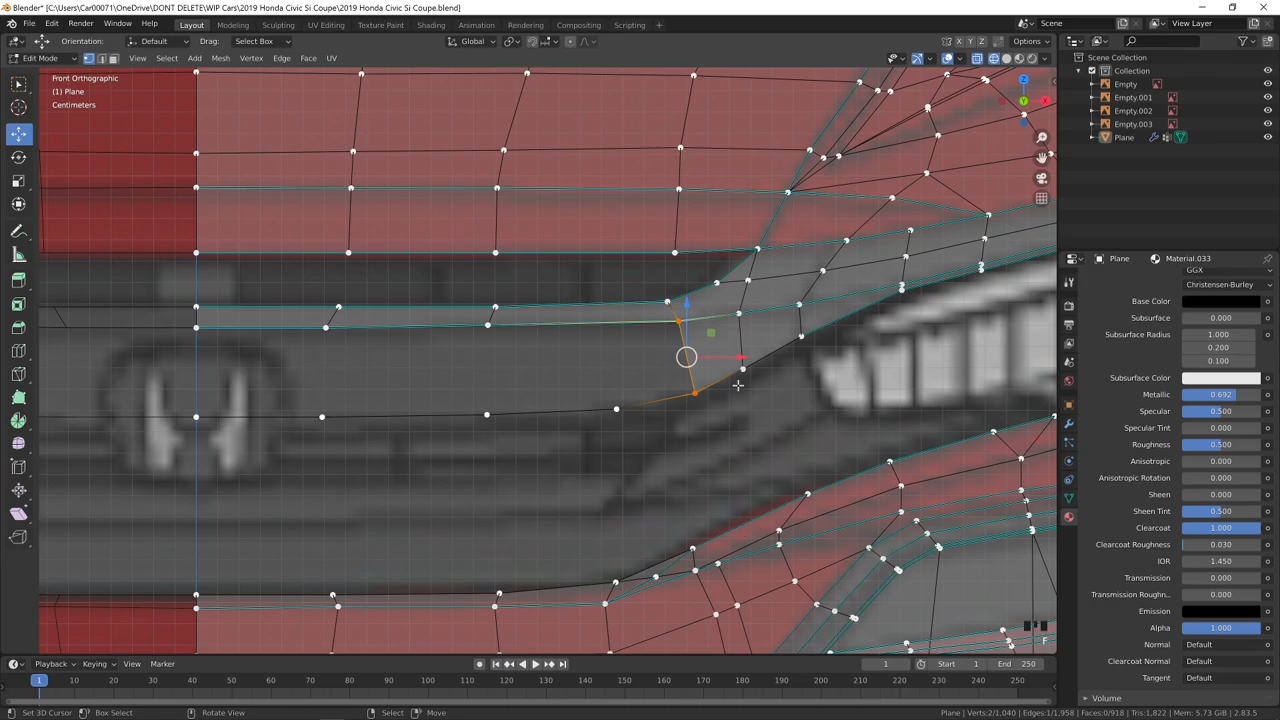 Blender* [C:\Users\Car00071\OneDrive\DONT DELETE\WIP Cars\2019 Honda Civic Si Coupe\2019 Honda Civic Si Coupe.blend]
File Edit Render Window Help Layout Modeling Sculpting UV Editing Texture Paint Shading Animation Rendering Compositing Scripting Scene View Layer
Orientation: Default Drag: Select Box Global X Y Z Options
Edit Mode View Select Add Mesh Vertex Edge Face UV
Front Orthographic
(1) Plane
Centimeters
Z
Y
X
Scene Collection
Collection
Empty
Empty.001
Empty.002
Empty.003
Plane
Plane Material.033
GGX
Christensen-Burley
Base Color
Subsurface 0.000
Subsurface Radius 1.000
0.200
0.100
Subsurface Color
Metallic 0.692
Specular 0.500
Specular Tint 0.000
Roughness 0.500
Anisotropic 0.000
Anisotropic Rotation 0.000
Sheen 0.000
Sheen Tint 0.500
Clearcoat 1.000
Clearcoat Roughness 0.030
IOR 1.450
Transmission 0.000
Transmission Roughn... 0.000
Emission
Alpha 1.000
Normal Default
Clearcoat Normal Default
Tangent Default
Volume
F
Playback Keying View Marker 1 Start 1 End 250
1 10 20 30 40 50 60 70 80 90 100 110 120 130 140 150 160 170 180 190 200 210 220 230 240 250
Set 3D Cursor Box Select Rotate View Select Move Plane | Verts:2/1,040 | Edges:1/1,958 | Faces:0/918 | Tris:1,822 | Mem: 5.73 GiB | 2.83.5